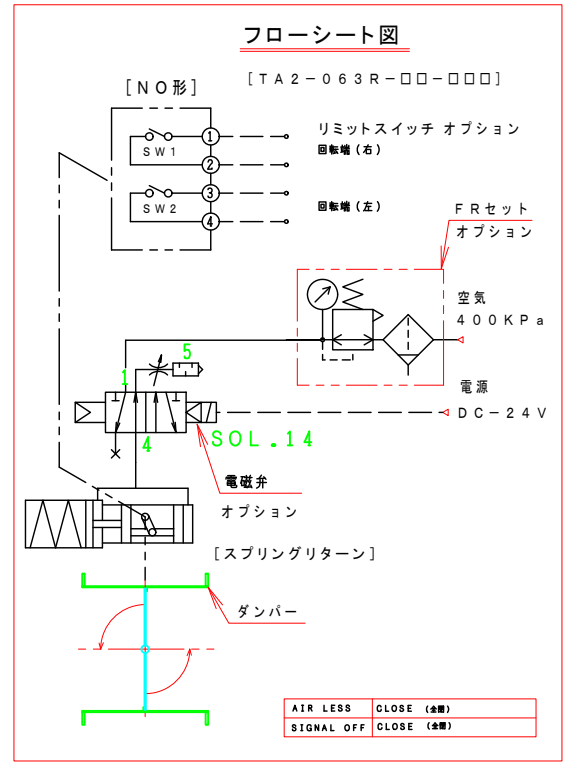 フローシート図
[TA2-063R-□□-□□□]
[NO形]
リミットスイッチ オプション
① 回転端(右)
SW1
②
③
SW2
回転端(左)
④
FRセット
オプション
空気
400KPa
電源
DC-24V
5
1
4
SOL.14
電磁弁
オプション
[スプリングリターン]
ダンパー
AIR LESS CLOSE (全閉)
SIGNAL OFF CLOSE (全閉)